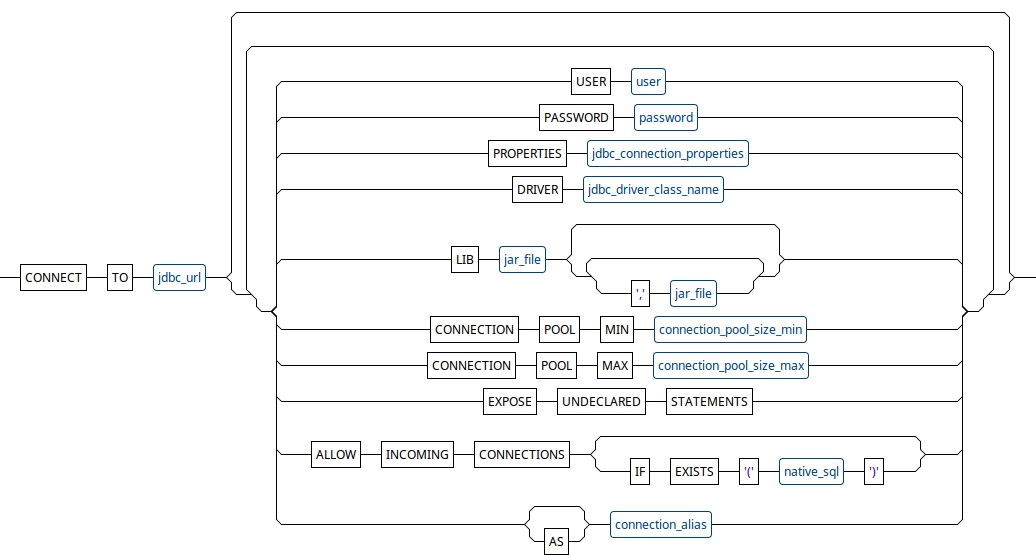 USER user
PASSWORD password
PROPERTIES jdbc_connection_properties
DRIVER jdbc_driver_class_name
LIB jar_file
CONNECT TO jdbc_url
',' jar_file
CONNECTION POOL MIN connection_pool_size_min
CONNECTION POOL MAX connection_pool_size_max
EXPOSE UNDECLARED STATEMENTS
ALLOW INCOMING CONNECTIONS
IF EXISTS '(' native_sql ')'
connection_alias
AS